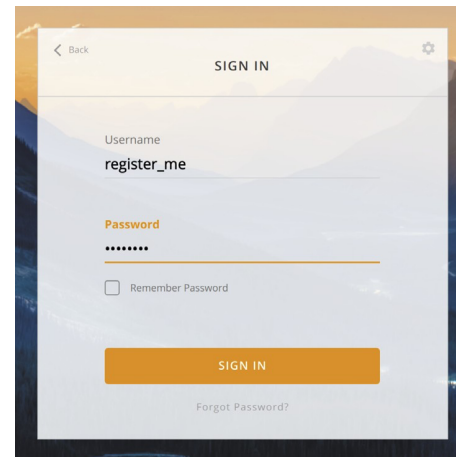 Back
SIGN IN
Username
register_me
Password
••••••••
Remember Password
SIGN IN
Forgot Password?